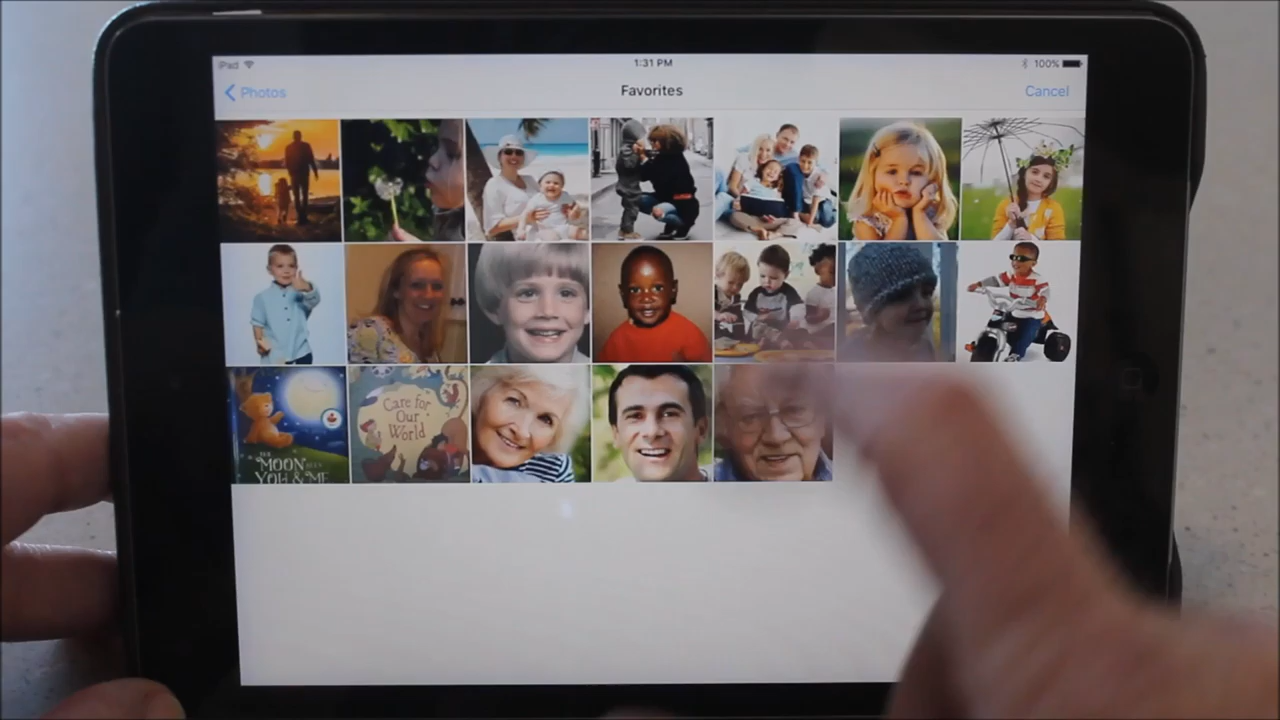 iPad
1:31 PM
100%
Photos
Favorites
Cancel
MOON
YOU & ME
Care for
Our
World